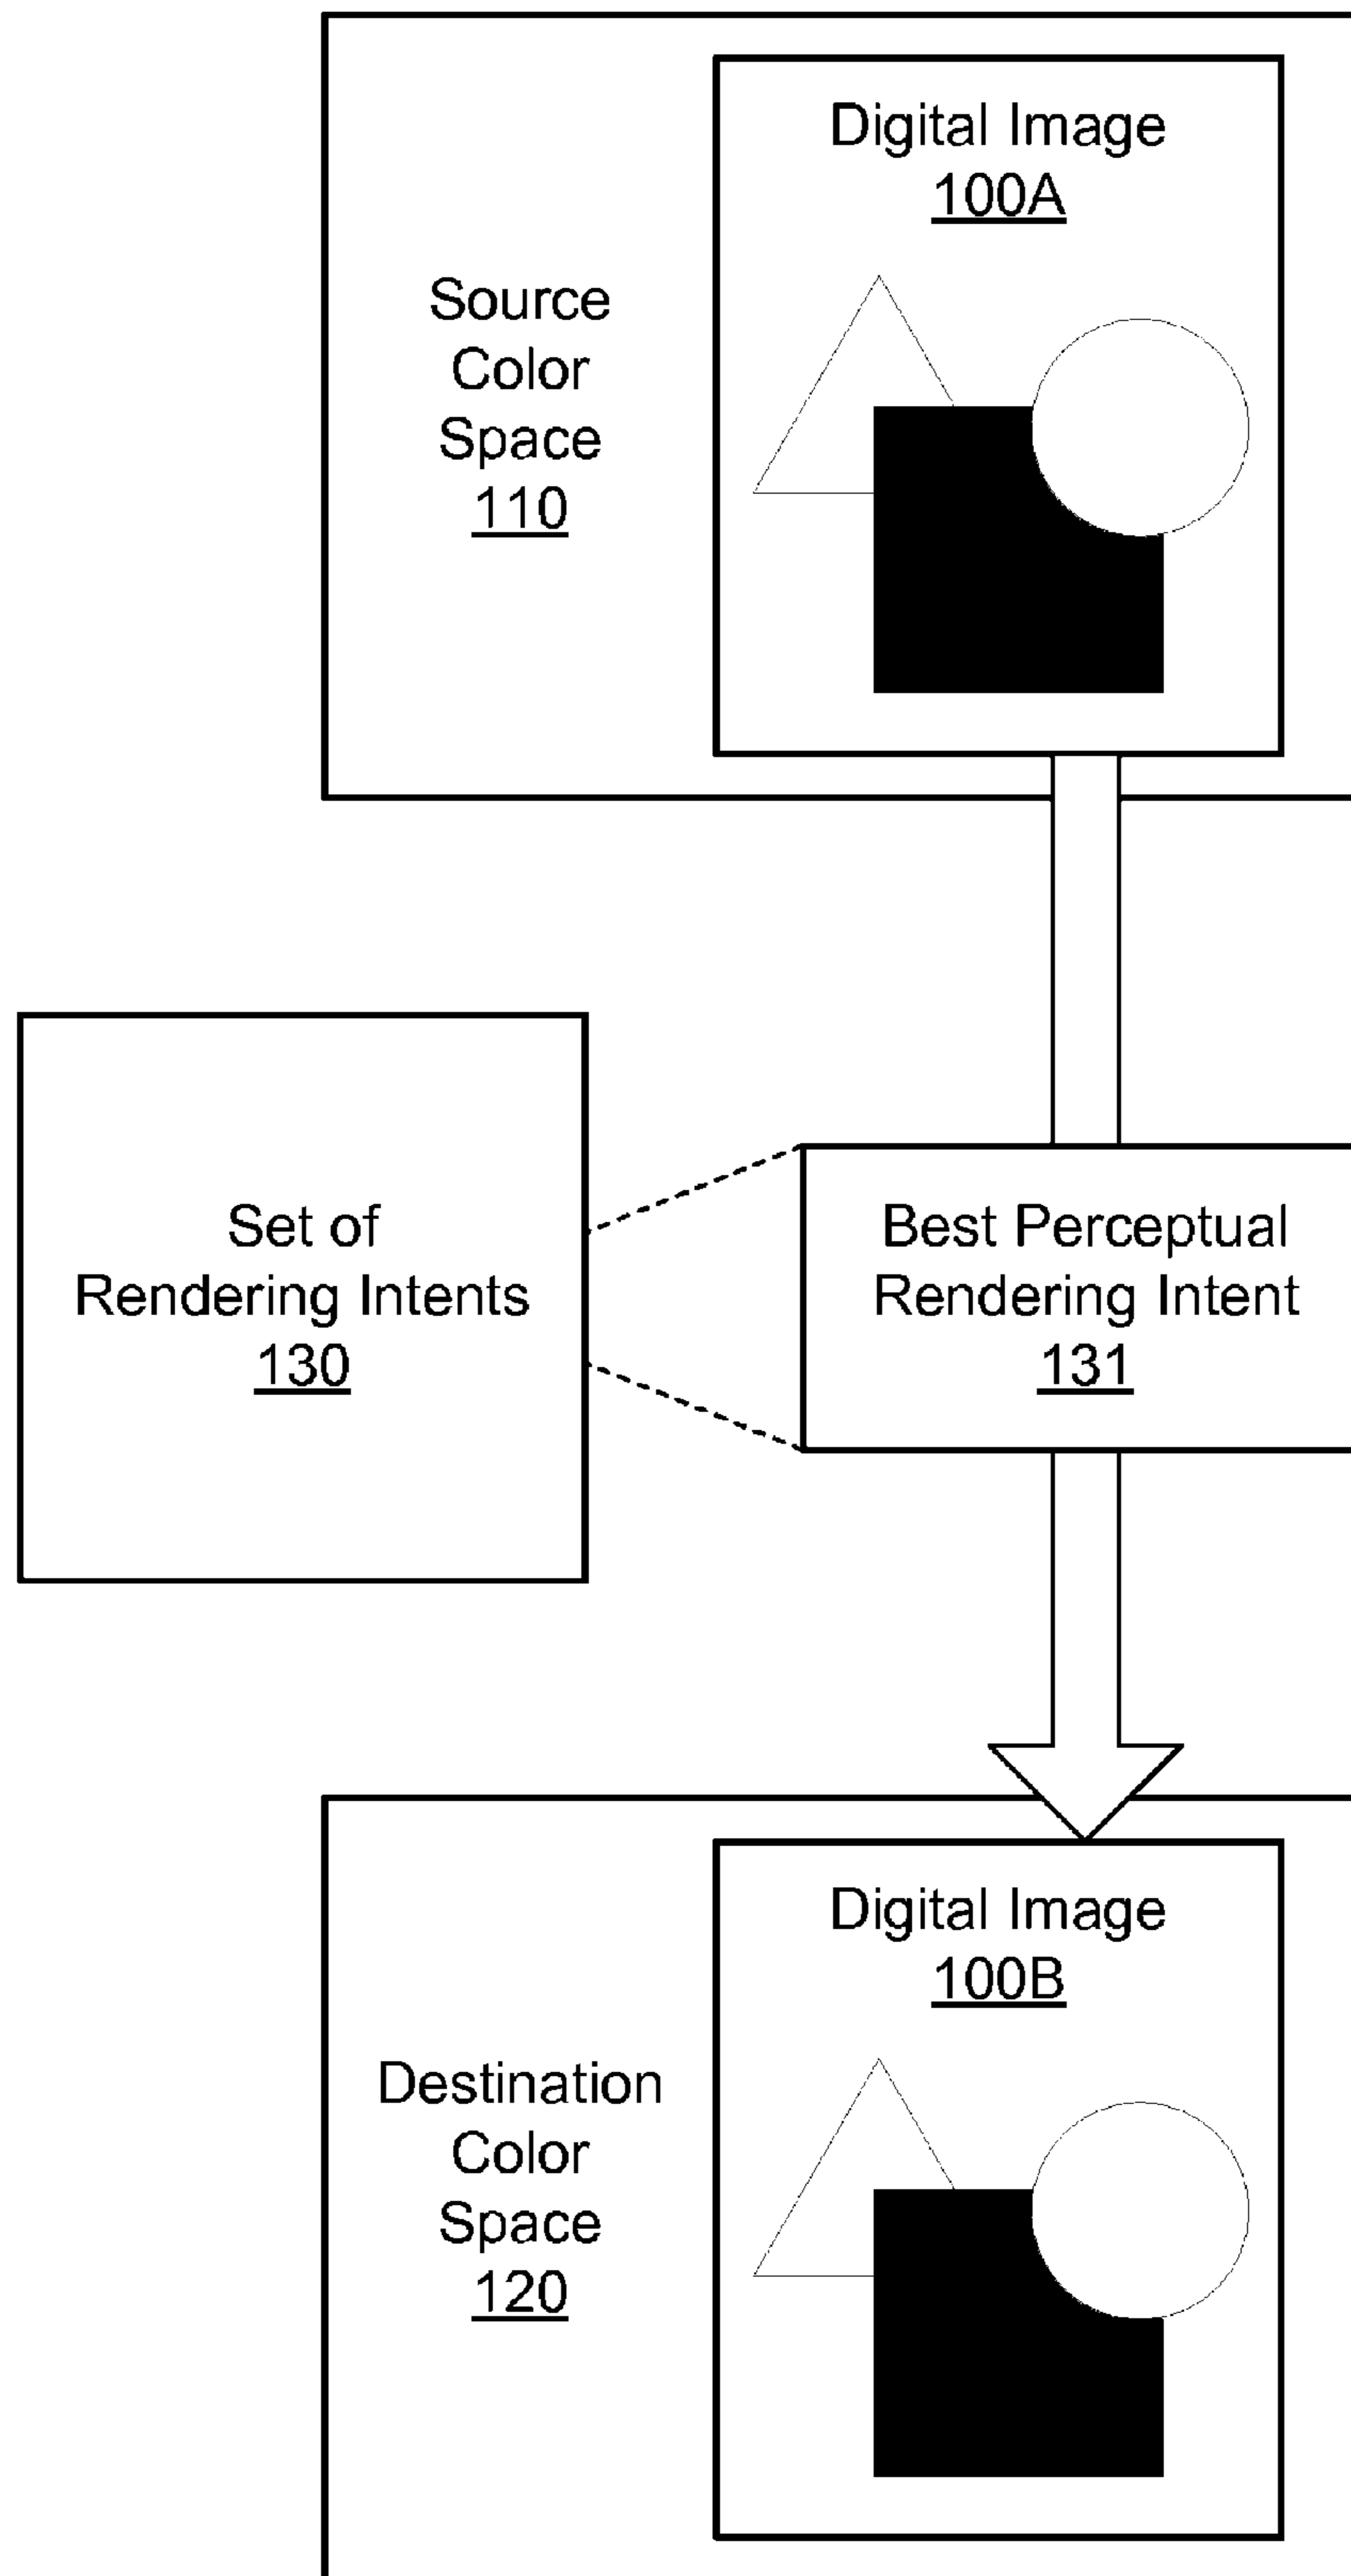 Digital Image
100A
Source
Color
Space
110
Set of
Rendering Intents
130
Best Perceptual
Rendering Intent
131
Digital Image
100B
Destination
Color
Space
120